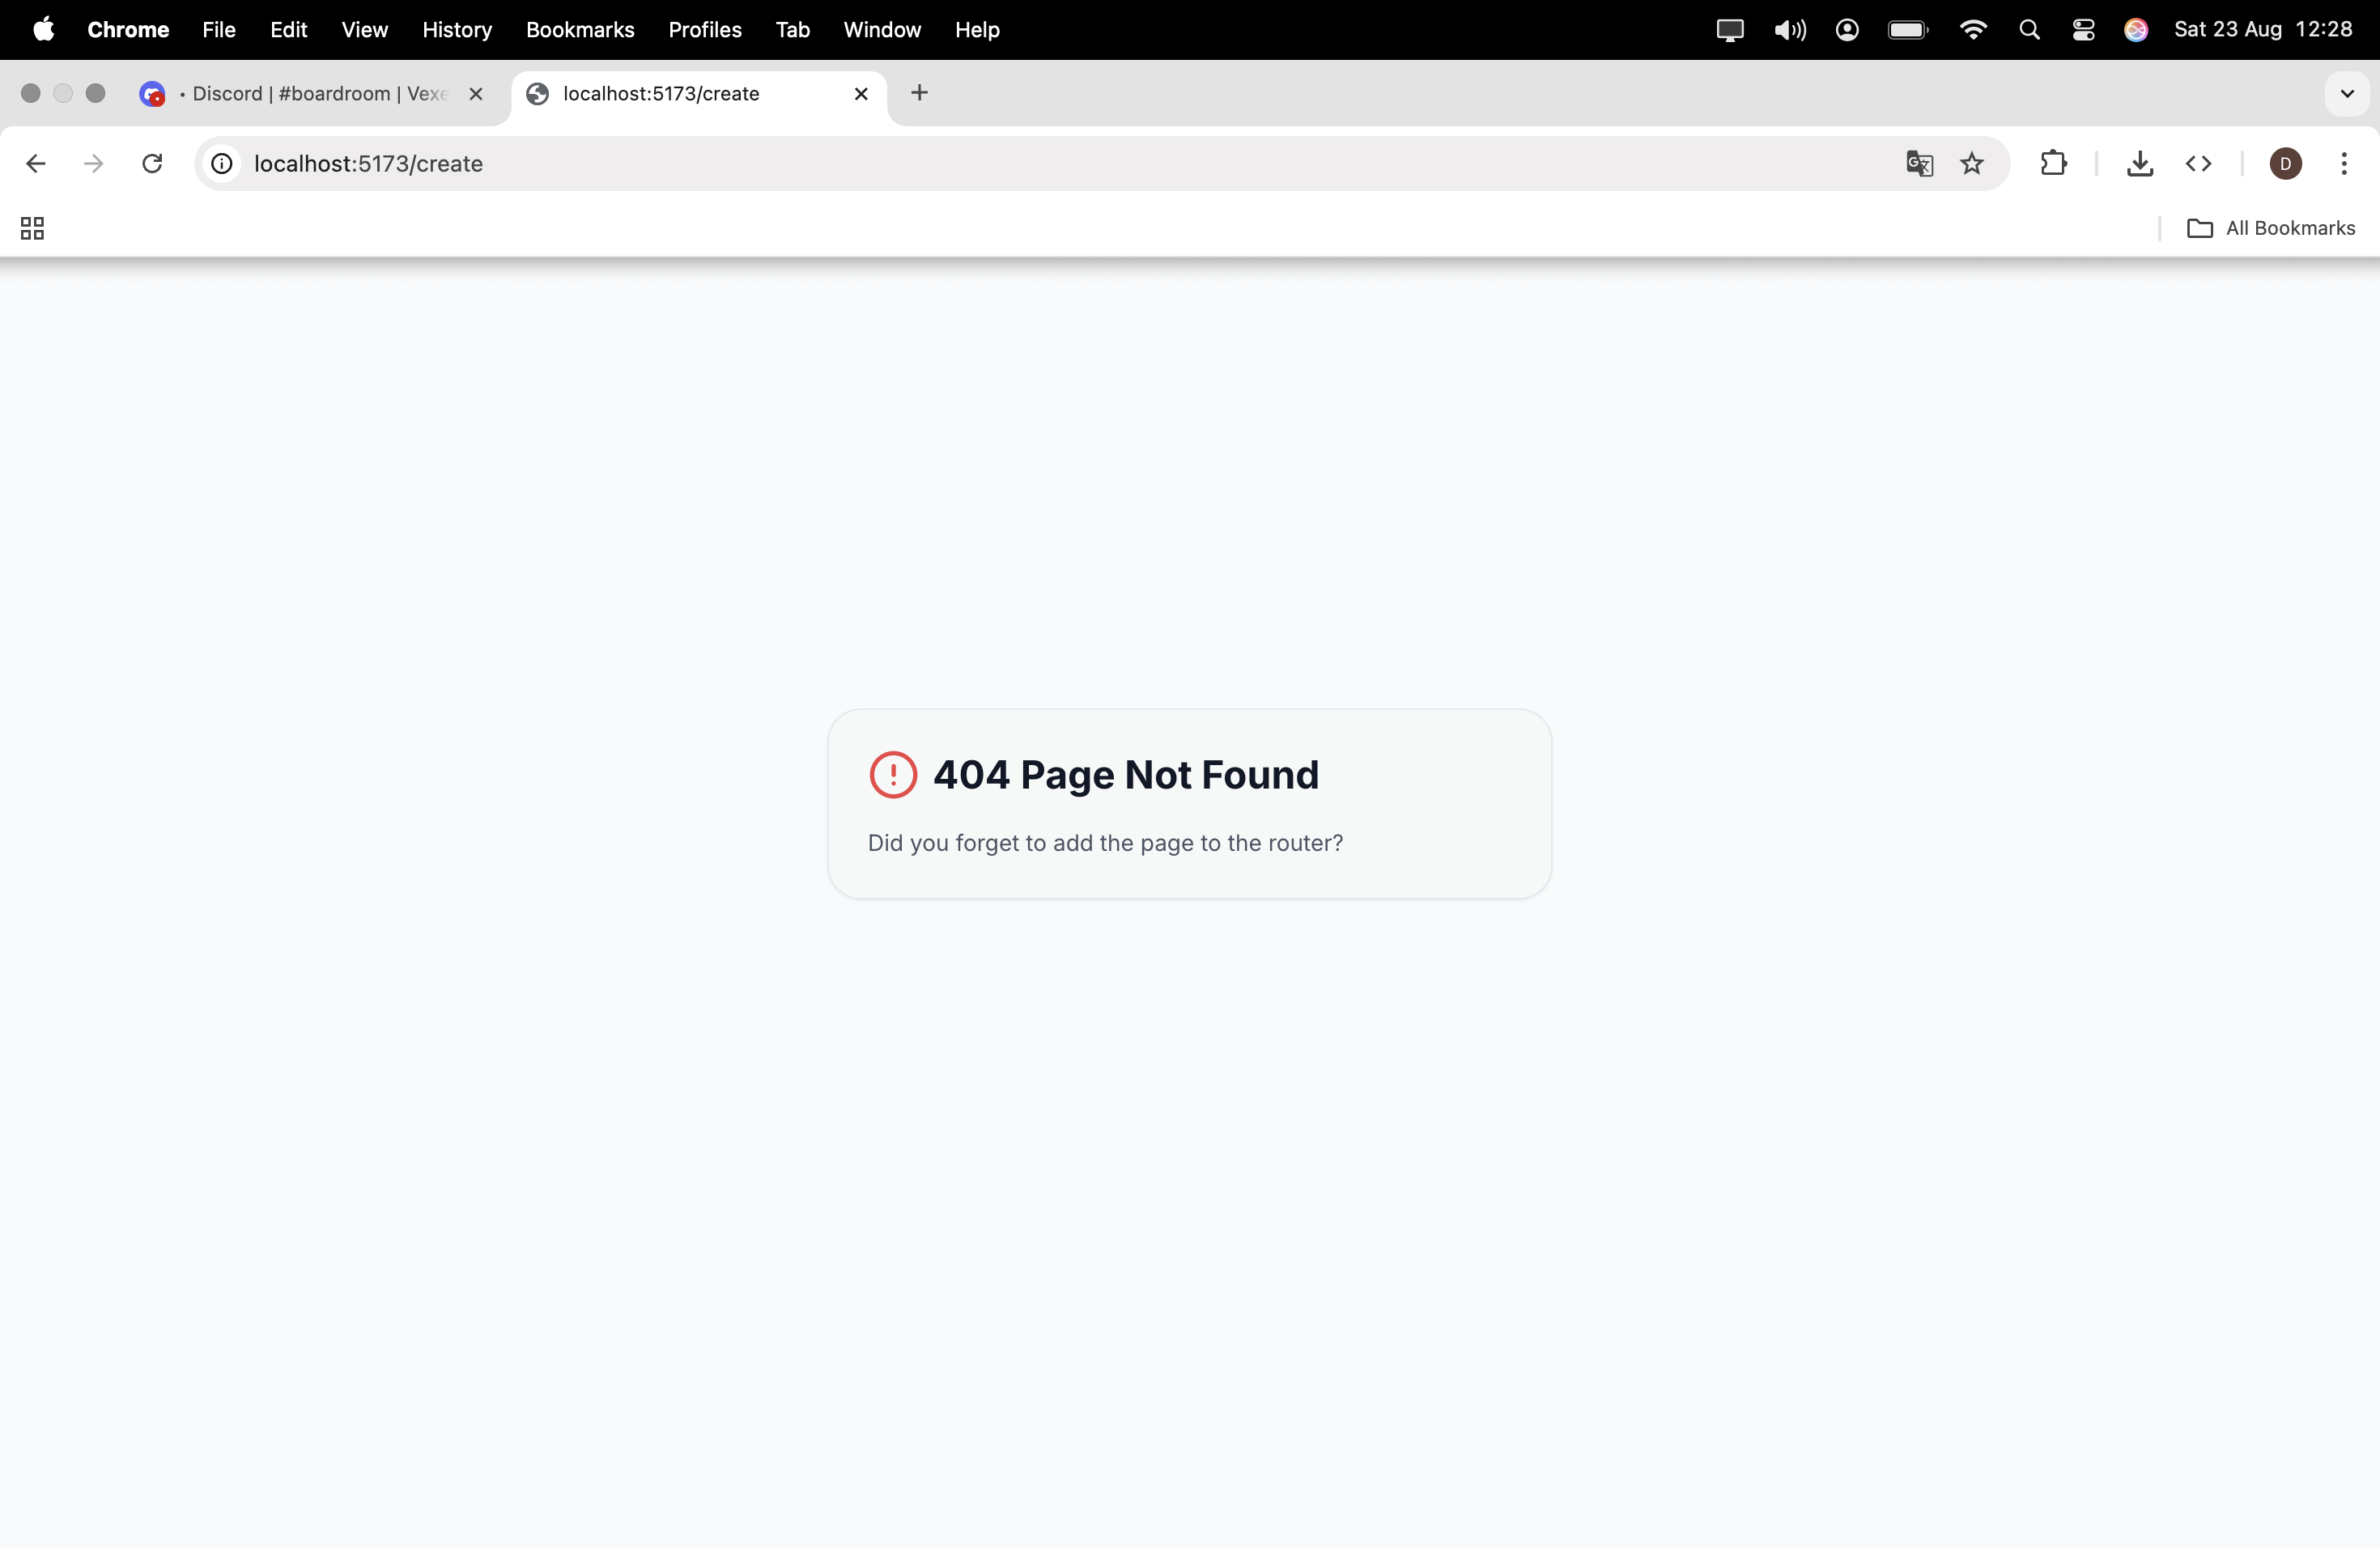 Chrome File Edit View History Bookmarks Profiles Tab Window Help Sat 23 Aug 12:28
• Discord | #boardroom | Vexe localhost:5173/create
localhost:5173/create D
All Bookmarks
404 Page Not Found
Did you forget to add the page to the router?